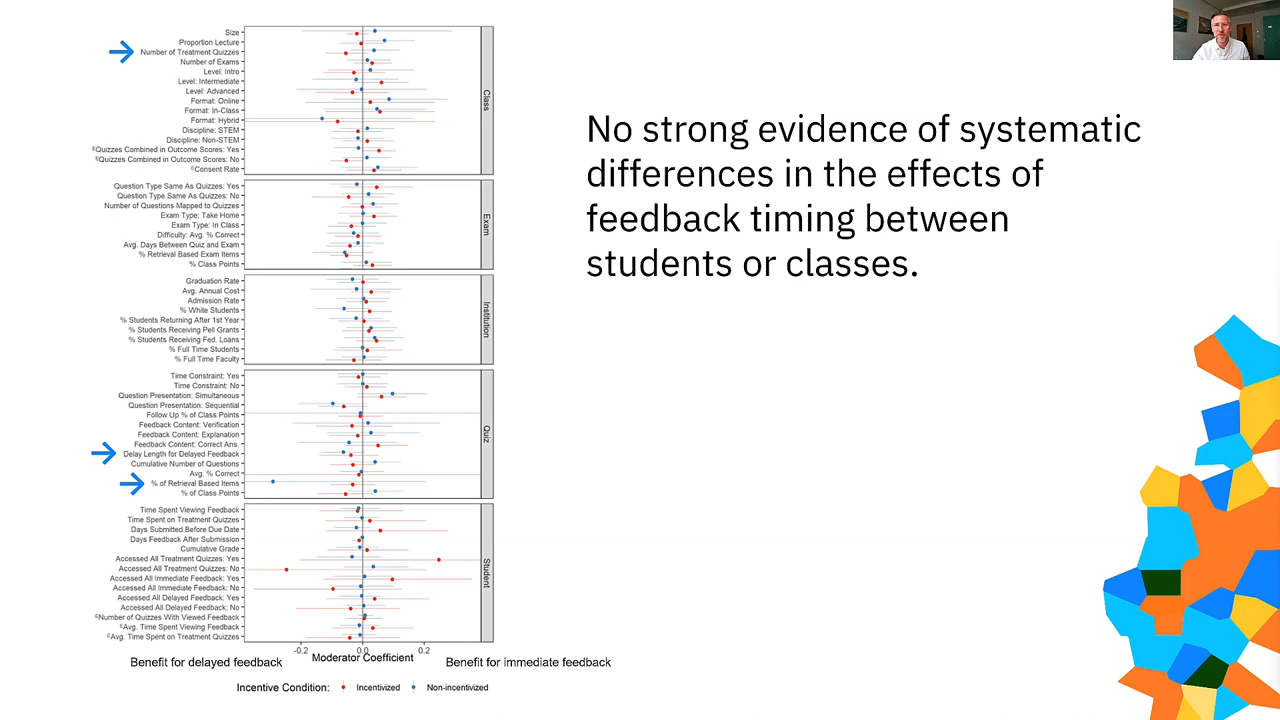 Size
Proportion Lecture
Number of Treatment Quizzes
Number of Exams
Level: Intro
Level: Intermediate
Level: Advanced
Format: Online
Format: In-Class
Format: Hybrid
Discipline: STEM
Discipline: Non-STEM
ᴱQuizzes Combined in Outcome Scores: Yes
ᴱQuizzes Combined in Outcome Scores: No
ᴱConsent Rate
Class
Question Type Same As Quizzes: Yes
Question Type Same As Quizzes: No
Number of Questions Mapped to Quizzes
Exam Type: Take Home
Exam Type: In Class
Difficulty: Avg. % Correct
Avg. Days Between Quiz and Exam
% Retrieval Based Exam Items
% Class Points
Exam
Graduation Rate
Avg. Annual Cost
Admission Rate
% White Students
% Students Returning After 1st Year
% Students Receiving Pell Grants
% Students Receiving Fed. Loans
% Full Time Students
% Full Time Faculty
Institution
Time Constraint: Yes
Time Constraint: No
Question Presentation: Simultaneous
Question Presentation: Sequential
Follow Up % of Class Points
Feedback Content: Verification
Feedback Content: Explanation
Feedback Content: Correct Ans.
Delay Length for Delayed Feedback
Cumulative Number of Questions
Avg. % Correct
% of Retrieval Based Items
% of Class Points
Quiz
Time Spent Viewing Feedback
Time Spent on Treatment Quizzes
Days Submitted Before Due Date
Days Feedback After Submission
Cumulative Grade
Accessed All Treatment Quizzes: Yes
Accessed All Treatment Quizzes: No
Accessed All Immediate Feedback: Yes
Accessed All Immediate Feedback: No
Accessed All Delayed Feedback: Yes
Accessed All Delayed Feedback: No
ᴱNumber of Quizzes With Viewed Feedback
ᴱAvg. Time Spent Viewing Feedback
ᴱAvg. Time Spent on Treatment Quizzes
Student
-0.2 0.0 0.2
Benefit for delayed feedback Moderator Coefficient Benefit for immediate feedback
Incentive Condition: Incentivized Non-incentivized
No strong evidence of systematic
differences in the effects of
feedback timing between
students or classes.